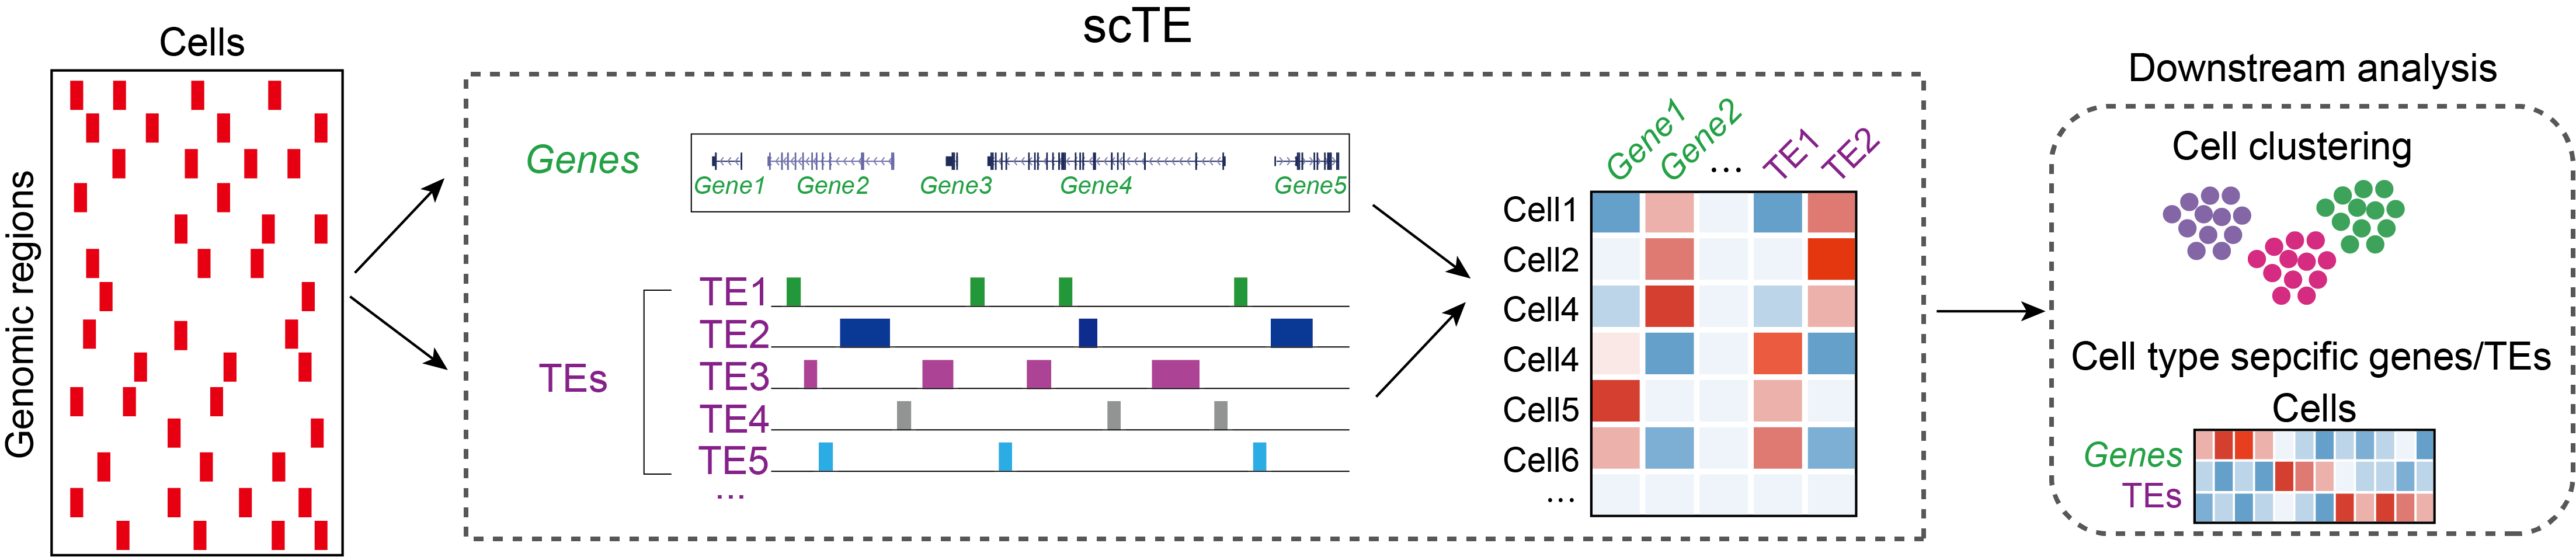 scTE
Cells
Genomic regions
Genes
Gene1 Gene2 Gene3 Gene4 Gene5
TEs
TE1
TE2
TE3
TE4
TE5
...
Gene1 Gene2 ... TE1 TE2
Cell1
Cell2
Cell4
Cell4
Cell5
Cell6
...
Downstream analysis
Cell clustering
Cell type sepcific genes/TEs
Cells
Genes
TEs